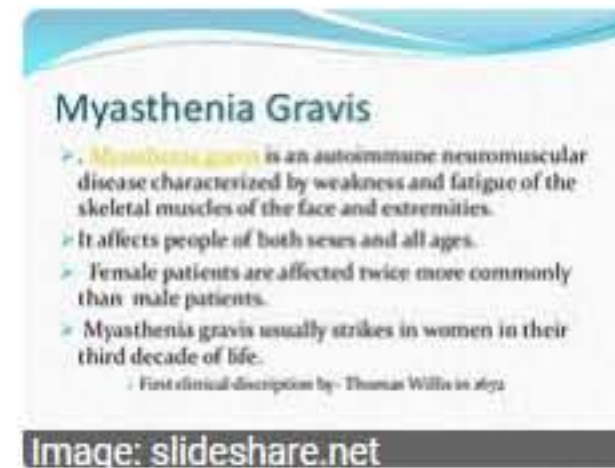 Myasthenia Gravis
➤ . Myasthenia gravis is an autoimmune neuromuscular
disease characterized by weakness and fatigue of the
skeletal muscles of the face and extremities.
➤ It affects people of both sexes and all ages.
➤ Female patients are affected twice more commonly
than male patients.
➤ Myasthenia gravis usually strikes in women in their
third decade of life.
First clinical discription by- Thomas Willis in 1672
Image: slideshare.net